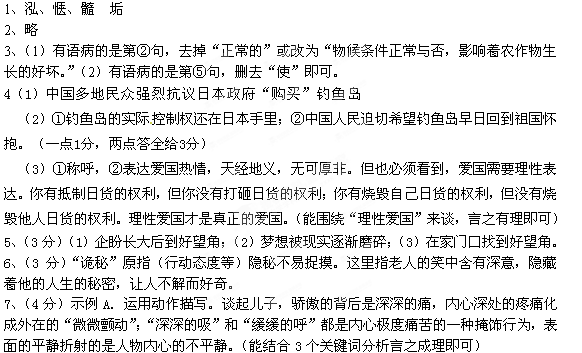 1、泓、惬、髓  垢
2、略
3、（1）有语病的是第②句，去掉“正常的”或改为“物候条件正常与否，影响着农作物生
长的好坏。”（2）有语病的是第⑤句，删去“使”即可。
4（1）中国多地民众强烈抗议日本政府“购买”钓鱼岛
（2）①钓鱼岛的实际控制权还在日本手里；②中国人民迫切希望钓鱼岛早日回到祖国怀
抱。（一点1分，两点答全给3分）
（3）①称呼，②表达爱国热情，天经地义，无可厚非。但也必须看到，爱国需要理性表
达。你有抵制日货的权利，但你没有打砸日货的权利；你有烧毁自己日货的权利，但没有烧
毁他人日货的权利。理性爱国才是真正的爱国。（能围绕“理性爱国”来谈，言之有理即可）
5、（3分）（1）企盼长大后到好望角；（2）梦想被现实逐渐磨碎；（3）在家门口找到好望角。
6、（3分）“诡秘”原指（行动态度等）隐秘不易捉摸。这里指老人的笑中含有深意，隐藏
着他的人生的秘密，让人不解而好奇。
7、（4分）示例A．运用动作描写。谈起儿子，骄傲的背后是深深的痛，内心深处的疼痛化
成外在的“微微颤动”；“深深的吸”和“缓缓的呼”都是内心极度痛苦的一种掩饰行为，表
面的平静折射的是人物内心的不平静。（能结合3个关键词分析言之成理即可）